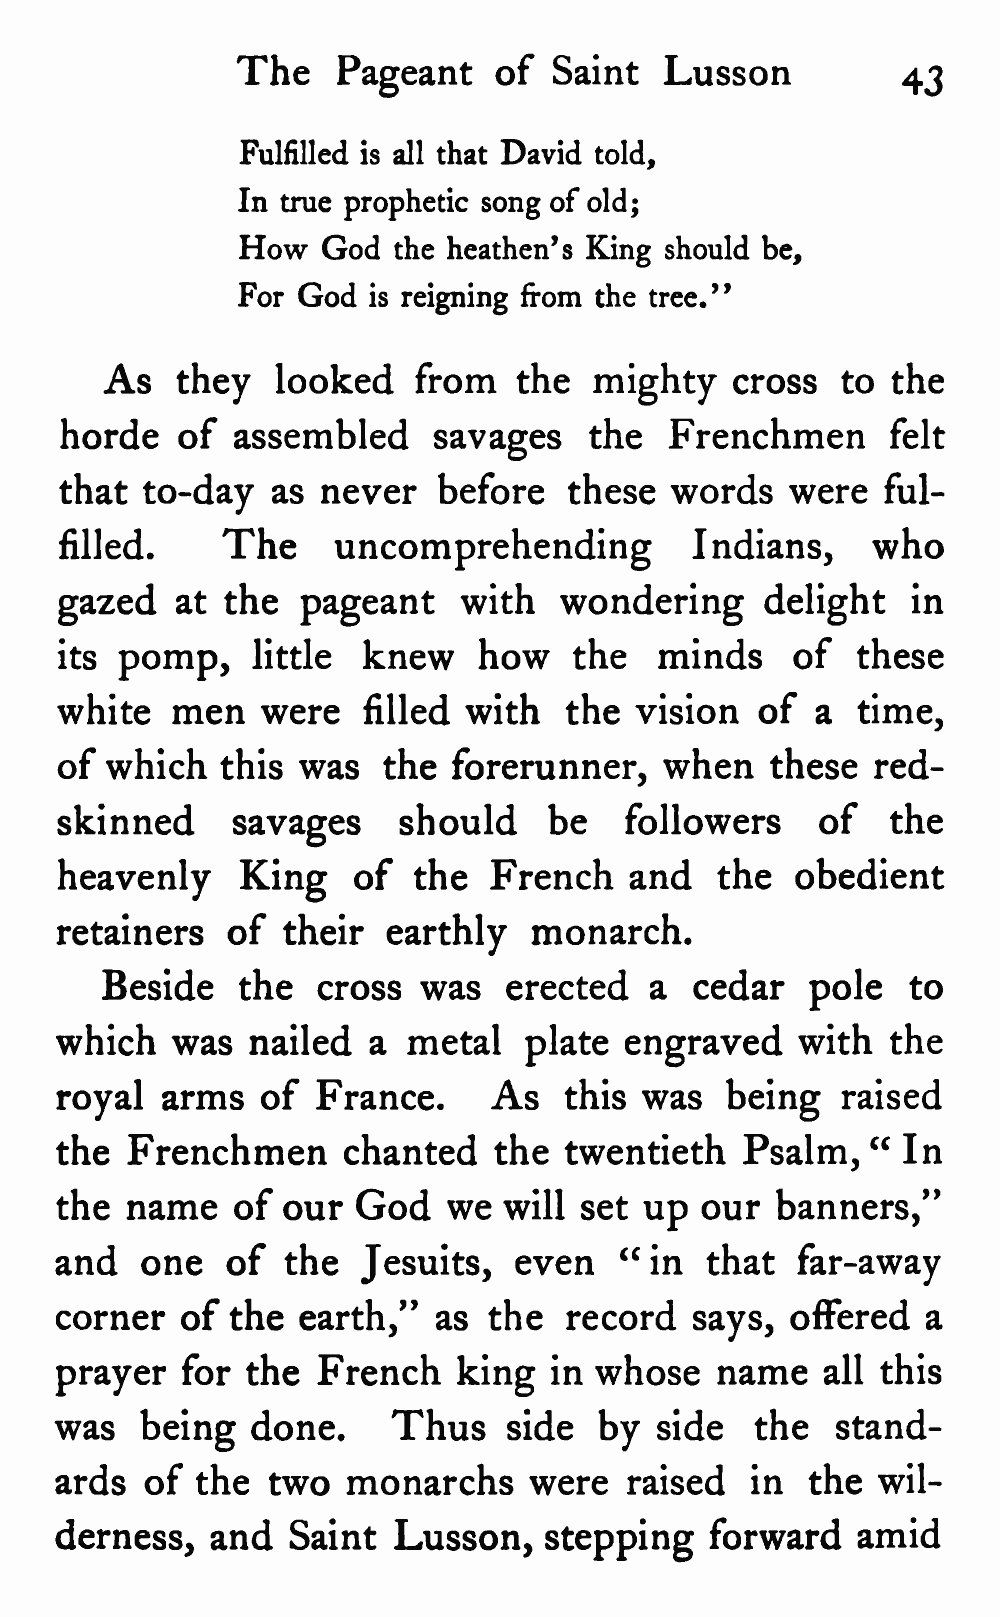 The Pageant of Saint Lusson 43
Fulfilled is all that David told,
In true prophetic song of old;
How God the heathen's King should be,
For God is reigning from the tree."
As they looked from the mighty cross to the
horde of assembled savages the Frenchmen felt
that to-day as never before these words were ful-
filled. The uncomprehending Indians, who
gazed at the pageant with wondering delight in
its pomp, little knew how the minds of these
white men were filled with the vision of a time,
of which this was the forerunner, when these red-
skinned savages should be followers of the
heavenly King of the French and the obedient
retainers of their earthly monarch.
Beside the cross was erected a cedar pole to
which was nailed a metal plate engraved with the
royal arms of France. As this was being raised
the Frenchmen chanted the twentieth Psalm, "In
the name of our God we will set up our banners,"
and one of the Jesuits, even "in that far-away
corner of the earth," as the record says, offered a
prayer for the French king in whose name all this
was being done. Thus side by side the stand-
ards of the two monarchs were raised in the wil-
derness, and Saint Lusson, stepping forward amid